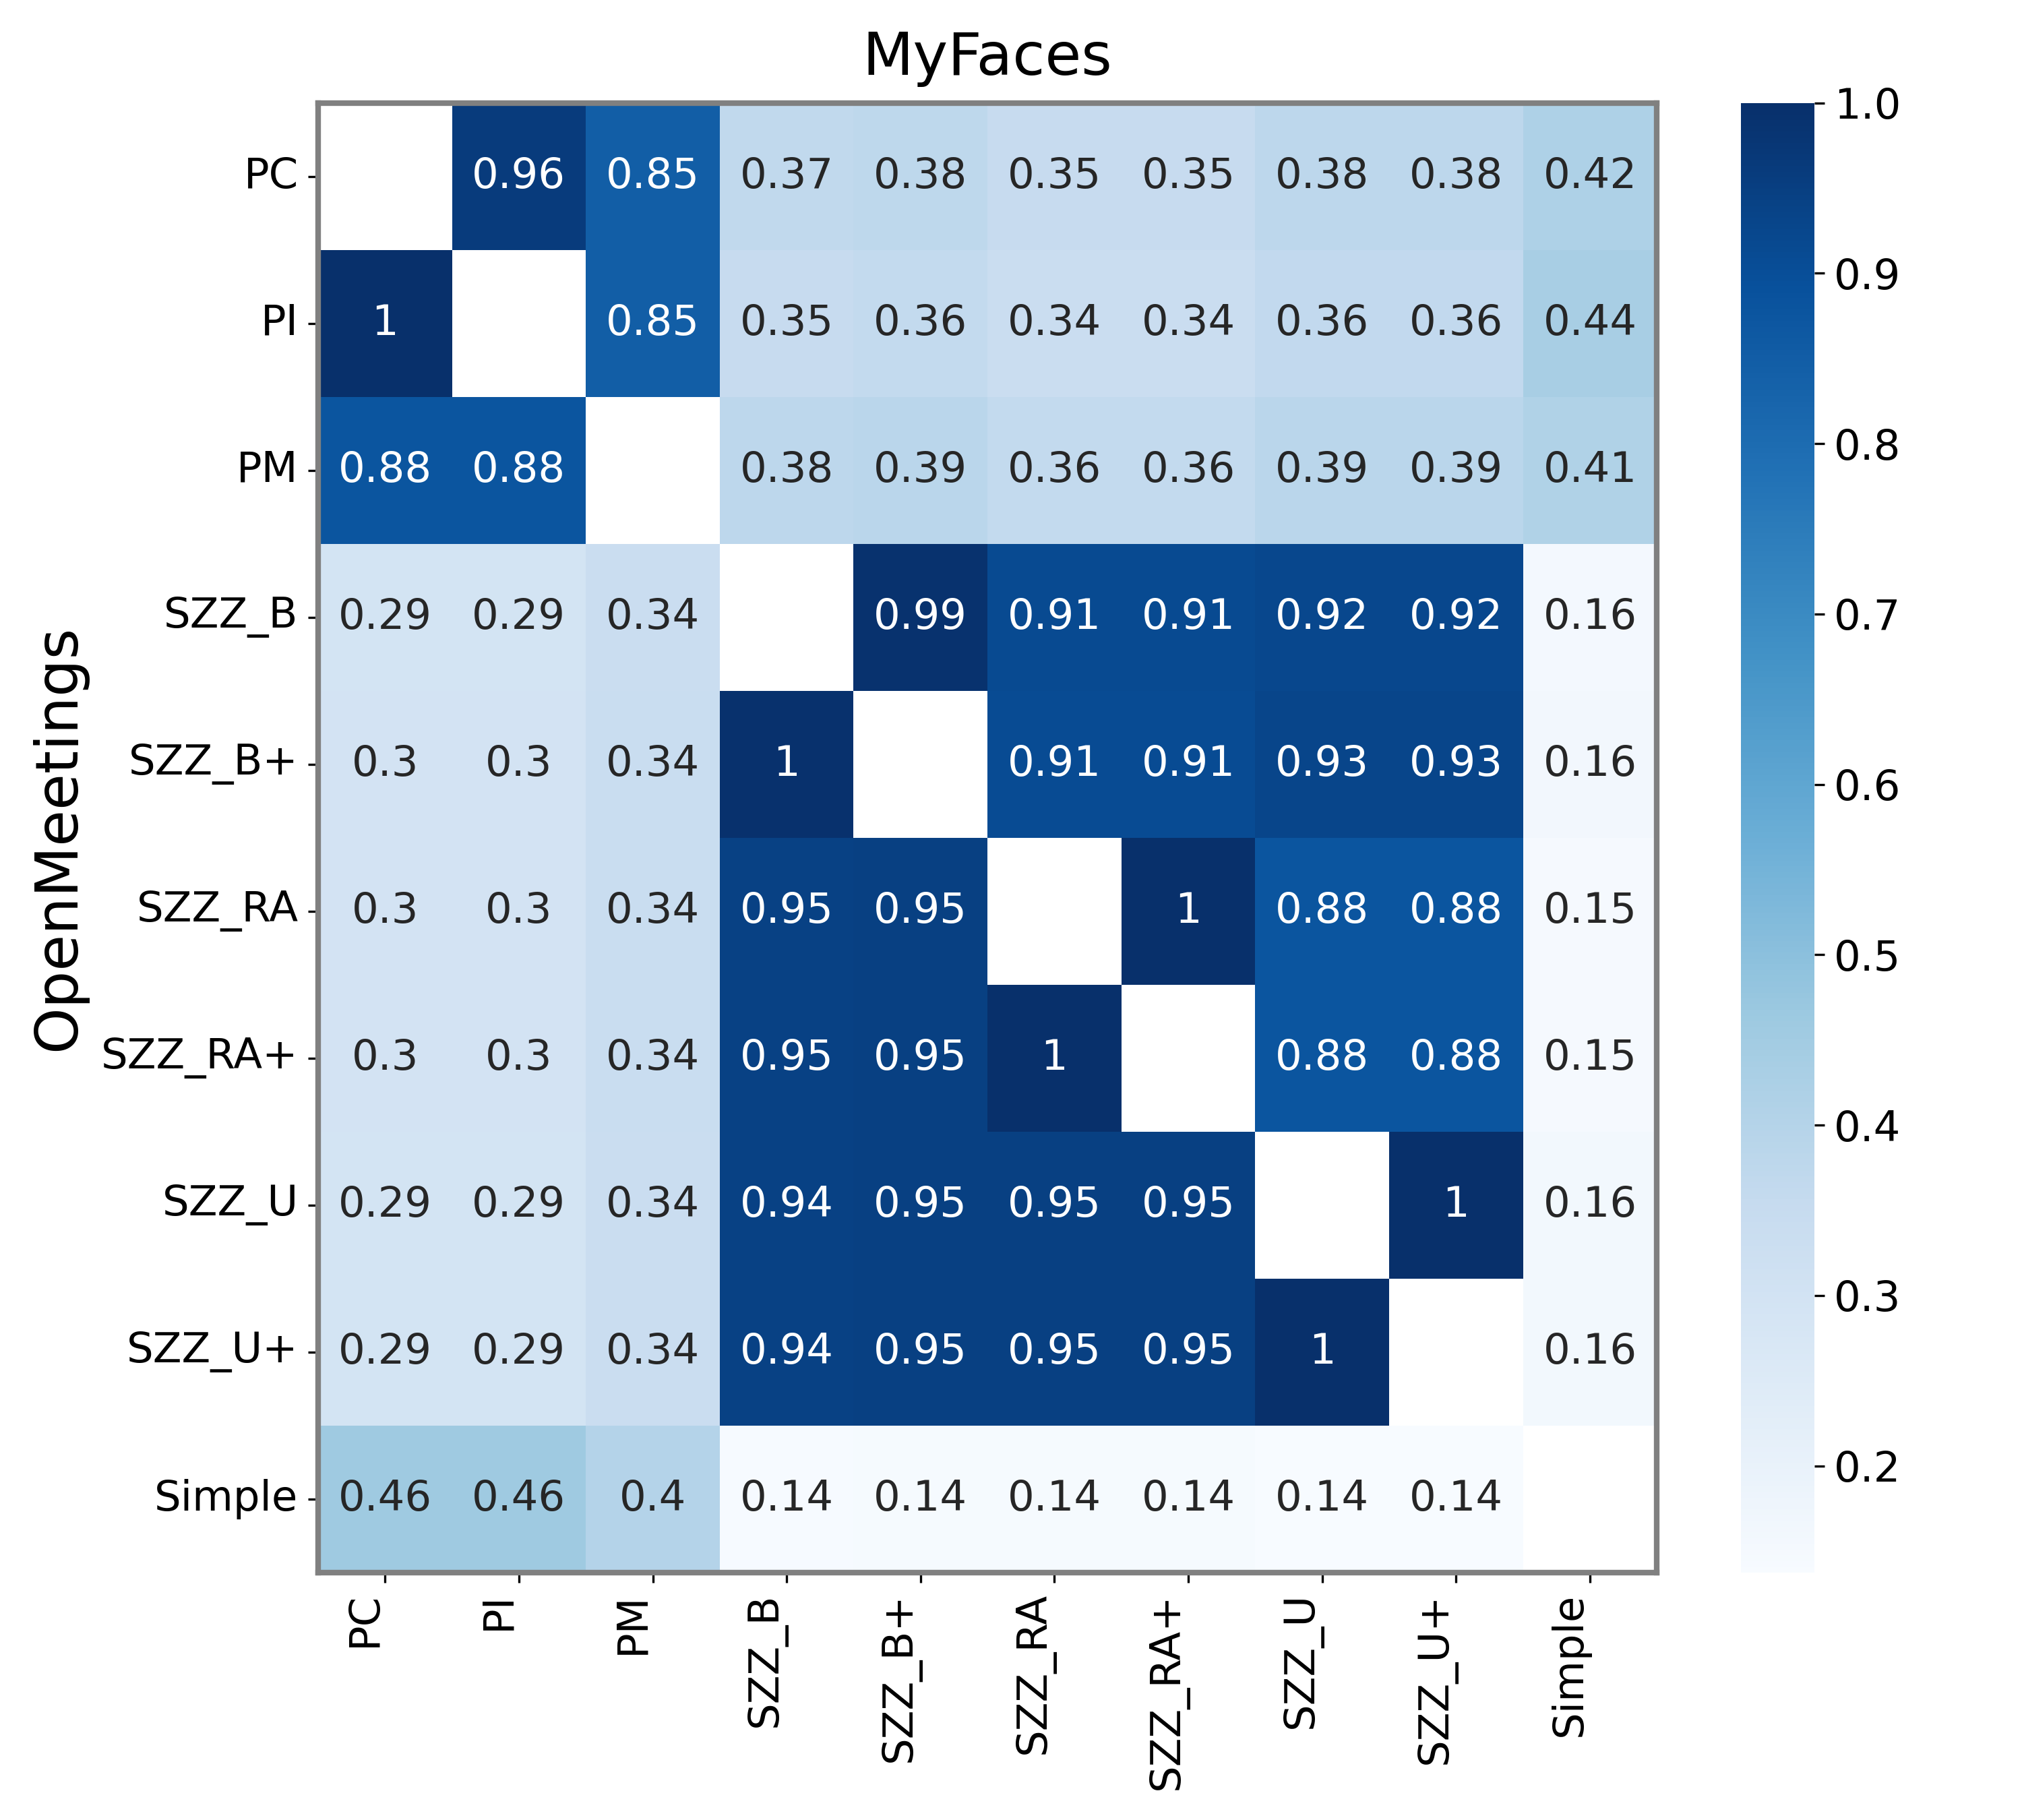 MyFaces
OpenMeetings
PC 0.96 0.85 0.37 0.38 0.35 0.35 0.38 0.38 0.42
PI 1 0.85 0.35 0.36 0.34 0.34 0.36 0.36 0.44
PM 0.88 0.88 0.38 0.39 0.36 0.36 0.39 0.39 0.41
SZZ_B 0.29 0.29 0.34 0.99 0.91 0.91 0.92 0.92 0.16
SZZ_B+ 0.3 0.3 0.34 1 0.91 0.91 0.93 0.93 0.16
SZZ_RA 0.3 0.3 0.34 0.95 0.95 1 0.88 0.88 0.15
SZZ_RA+ 0.3 0.3 0.34 0.95 0.95 1 0.88 0.88 0.15
SZZ_U 0.29 0.29 0.34 0.94 0.95 0.95 0.95 1 0.16
SZZ_U+ 0.29 0.29 0.34 0.94 0.95 0.95 0.95 1 0.16
Simple 0.46 0.46 0.4 0.14 0.14 0.14 0.14 0.14 0.14
PC PI PM SZZ_B SZZ_B+ SZZ_RA SZZ_RA+ SZZ_U SZZ_U+ Simple
1.0
0.9
0.8
0.7
0.6
0.5
0.4
0.3
0.2